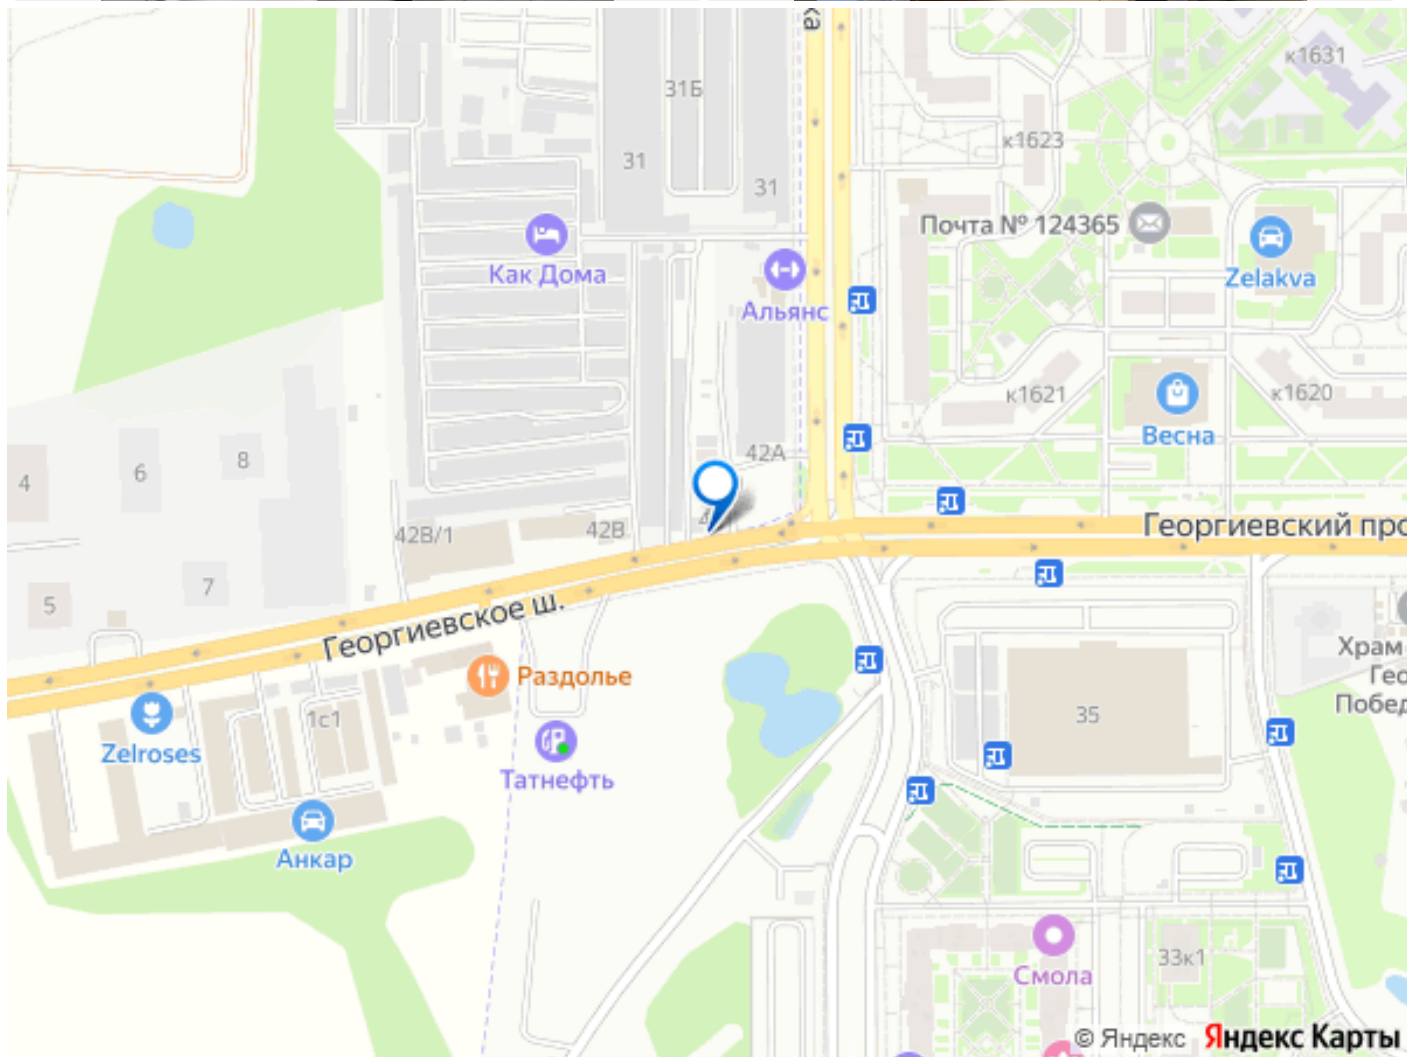 к1631
31Б
к1623
31
31
Почта № 124365
Zelakva
Как Дома
Альянс
к1621
к1620
Весна
42А
4
6
8
42В/1
42В
Георгиевский про
7
5
Георгиевское ш.
Раздолье
Храм
Гео
Побед
35
1с1
Zelroses
Татнефть
Анкар
Смола
33к1
© Яндекс Яндекс Карты